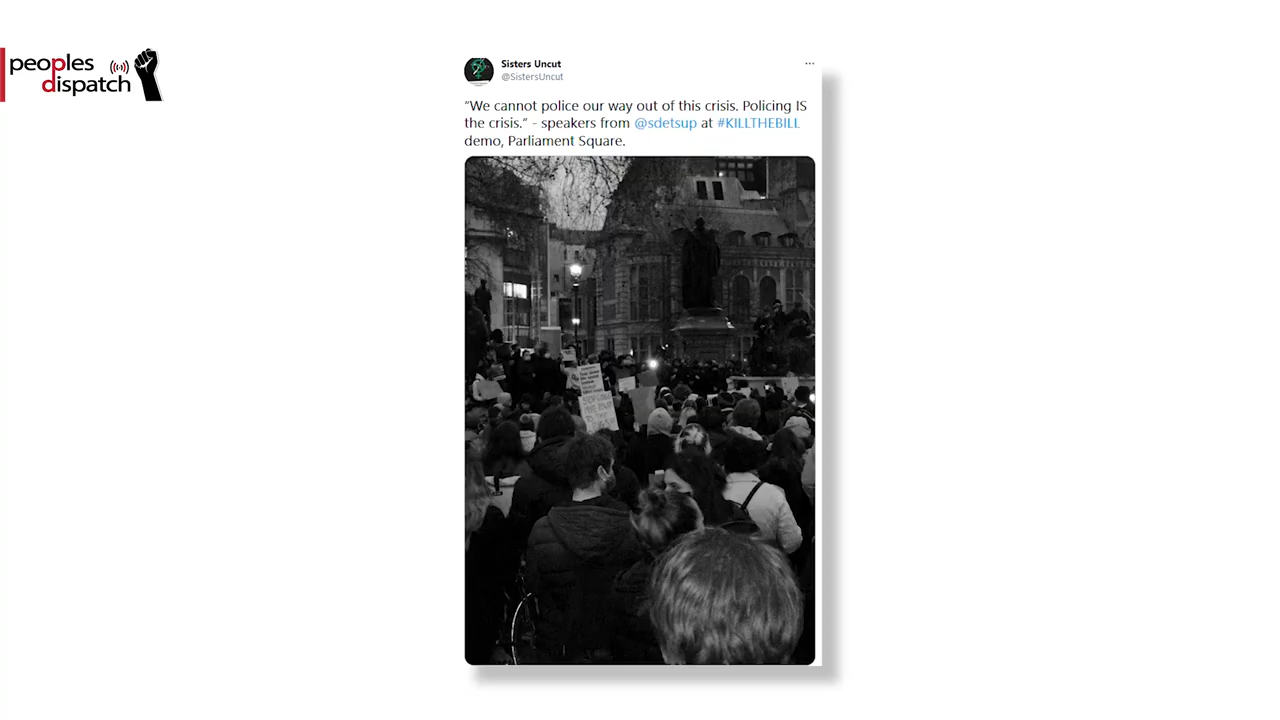 peoples
dispatch
Sisters Uncut
@SistersUncut
“We cannot police our way out of this crisis. Policing IS
the crisis.” - speakers from @sdetsup at #KILLTHEBILL
demo, Parliament Square.